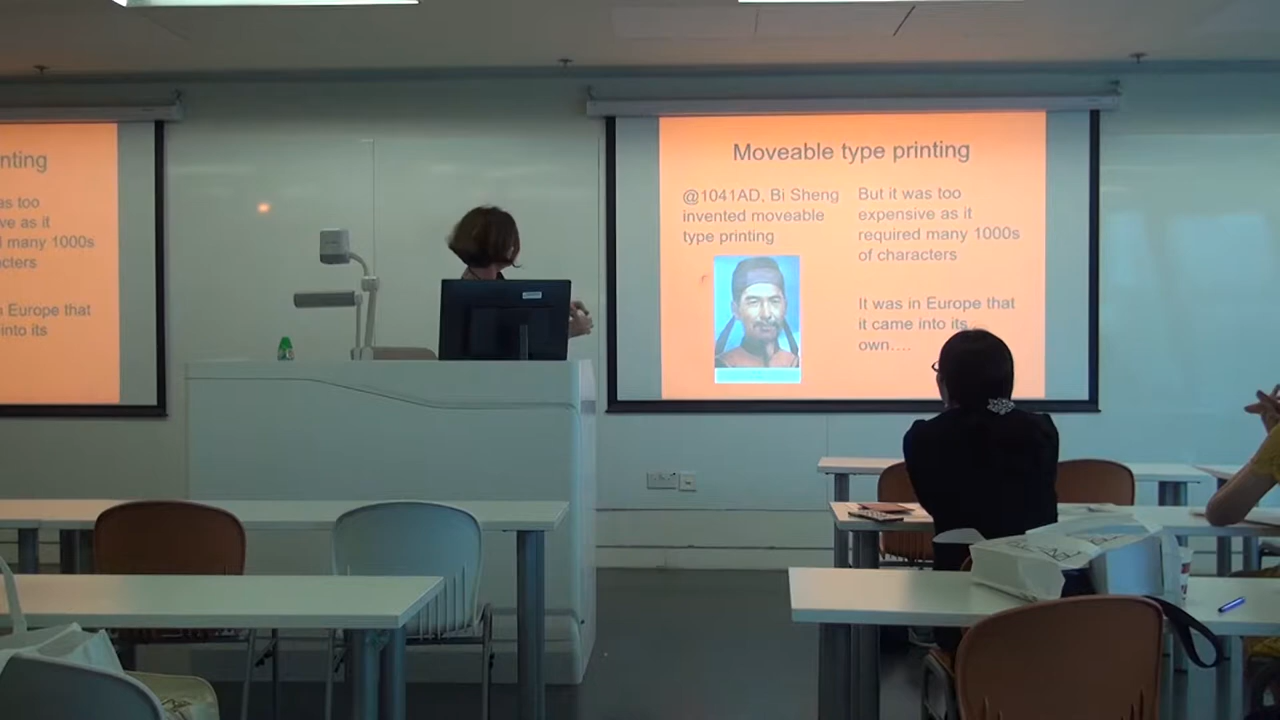 nting
as too
ve as it
many 1000s
cters
Europe that
into its
Moveable type printing
@1041AD, Bi Sheng
invented moveable
type printing
But it was too
expensive as it
required many 1000s
of characters
It was in Europe that
it came into its
own....